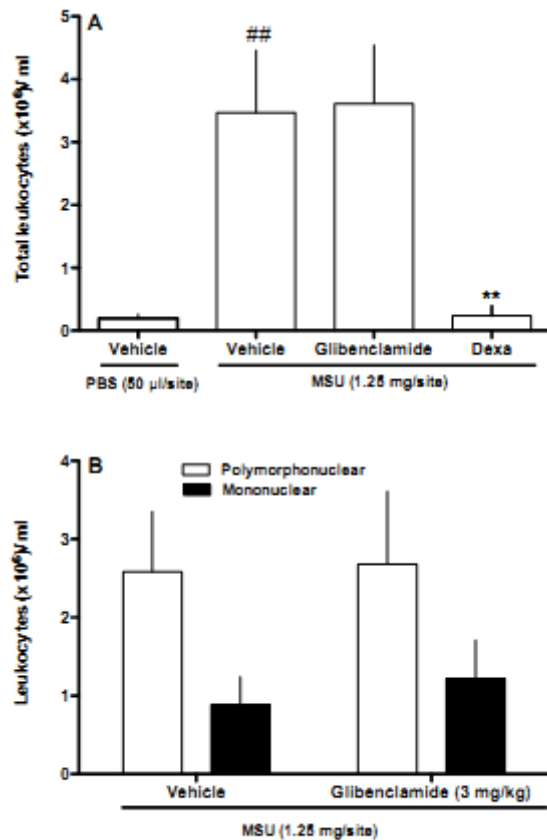 A
##
**
Total leukocytes (x10⁶)/ ml
5
4
3
2
1
0
Vehicle Vehicle Glibenclamide Dexa
PBS (50 µl/site) MSU (1.25 mg/site)
B
Polymorphonuclear
Mononuclear
Leukocytes (x10⁶)/ ml
4
3
2
1
0
Vehicle Glibenclamide (3 mg/kg)
MSU (1.25 mg/site)